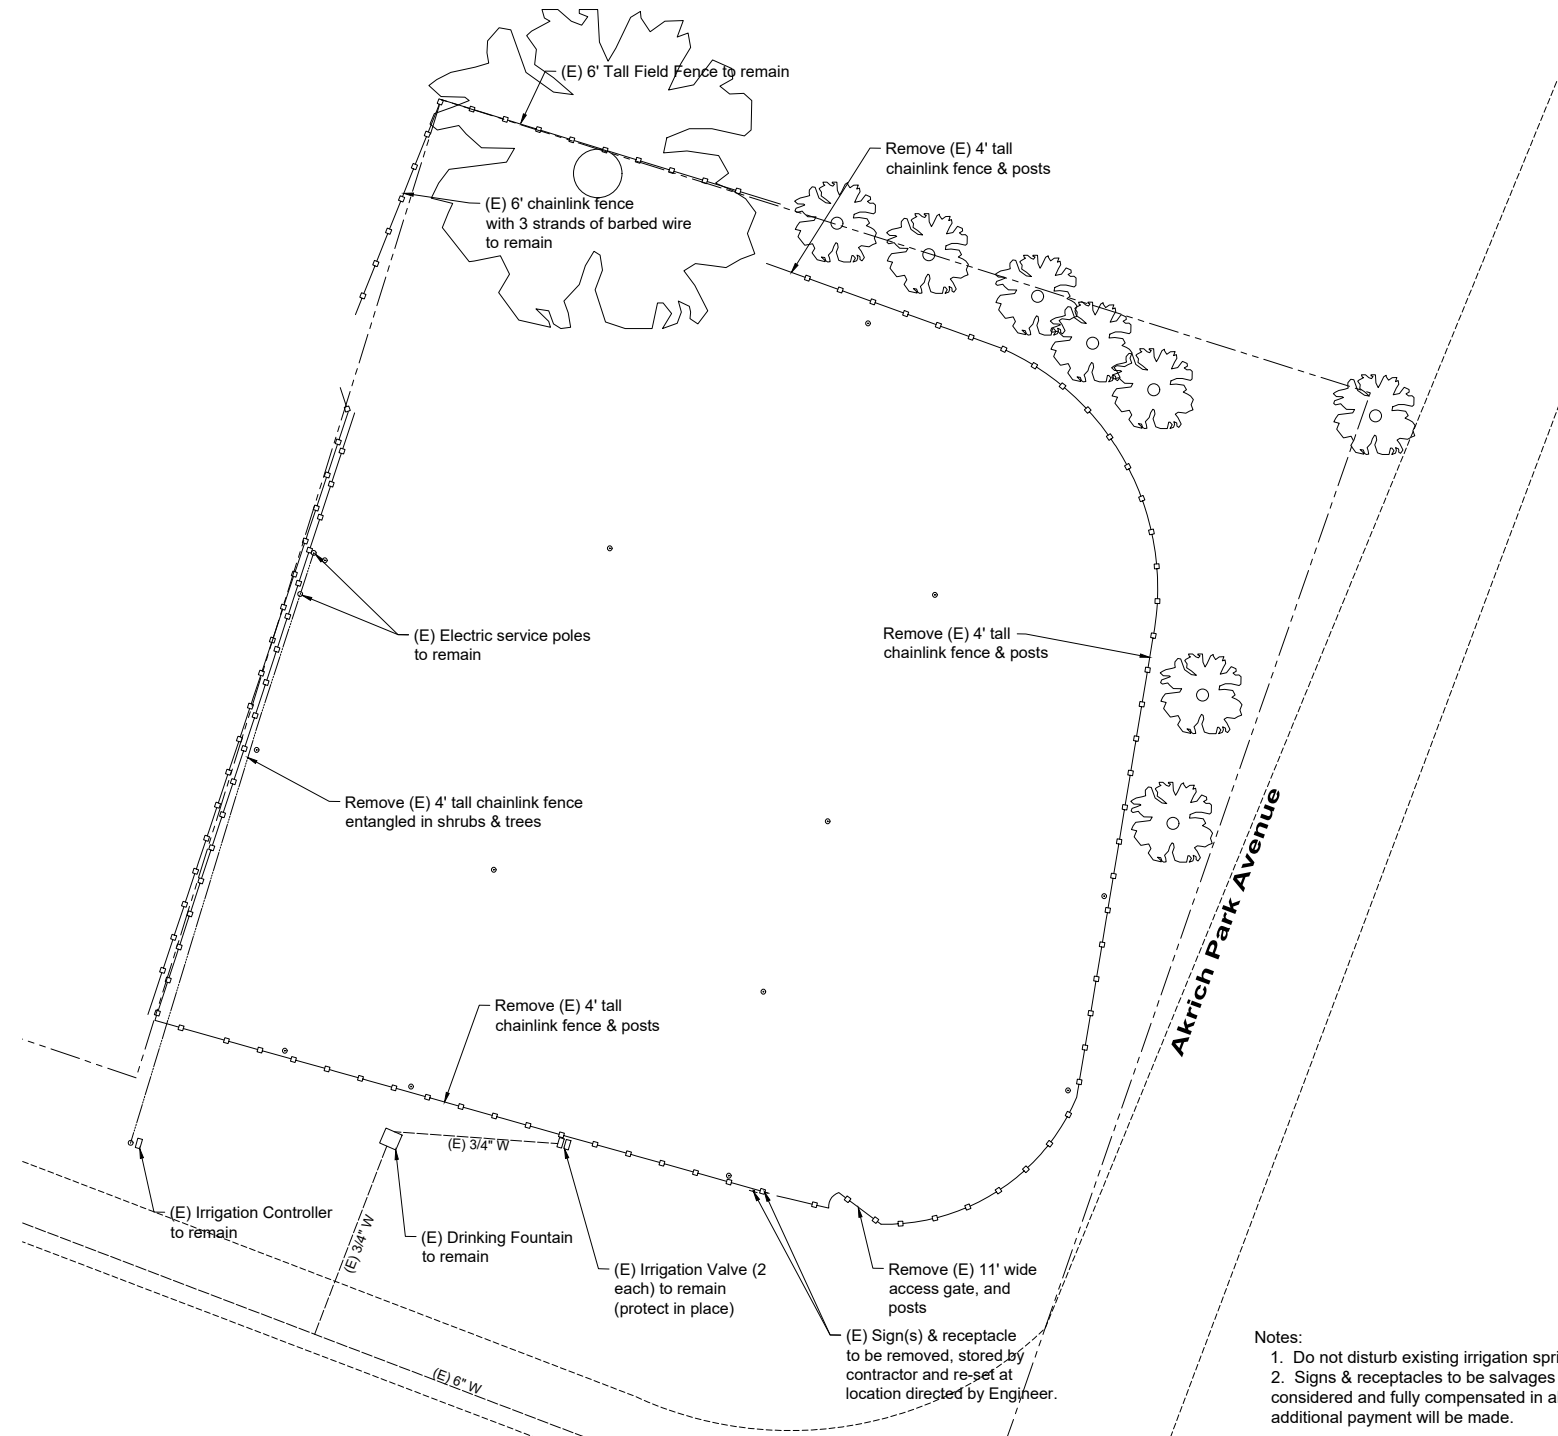 (E) 6' Tall Field Fence to remain
Remove (E) 4' tall
chainlink fence & posts
(E) 6' chainlink fence
with 3 strands of barbed wire
to remain
(E) Electric service poles
to remain
Remove (E) 4' tall
chainlink fence & posts
Remove (E) 4' tall chainlink fence
entangled in shrubs & trees
Akrich Park Avenue
Remove (E) 4' tall
chainlink fence & posts
(E) 3/4" W
(E) Irrigation Controller
to remain
(E) 3/4" W
(E) Drinking Fountain
to remain
(E) Irrigation Valve (2
each) to remain
(protect in place)
Remove (E) 11' wide
access gate, and
posts
(E) Sign(s) & receptacle
to be removed, stored by
contractor and re-set at
location directed by Engineer.
(E) 6" W
Notes:
1. Do not disturb existing irrigation
2. Signs & receptacles to be salvages
considered and fully compensated in
additional payment will be made.